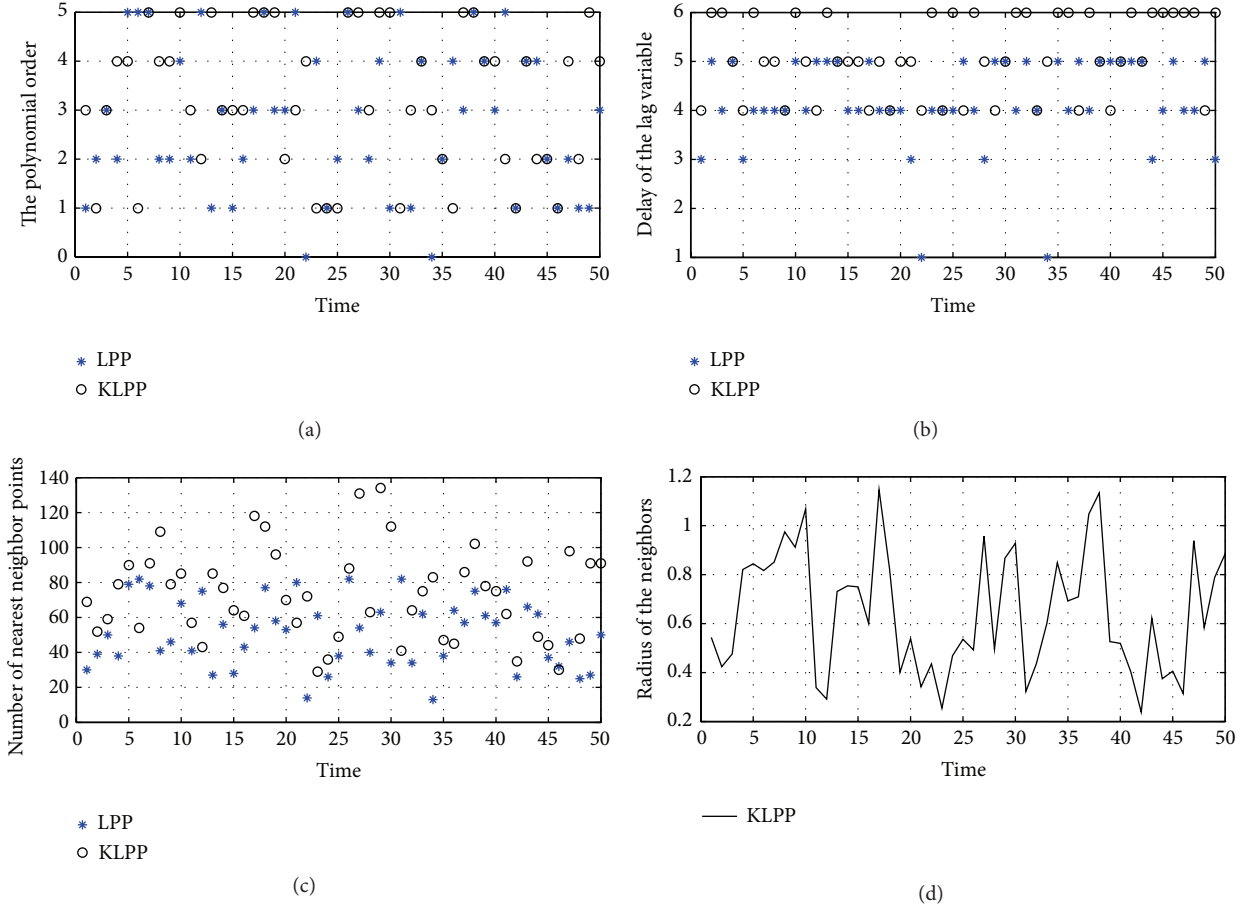 The polynomial order
5
4
3
2
1
0
0 5 10 15 20 25 30 35 40 45 50
Time
LPP
KLPP
(a)
Delay of the lag variable
6
5
4
3
2
1
0 5 10 15 20 25 30 35 40 45 50
Time
LPP
KLPP
(b)
Number of nearest neighbor points
140
120
100
80
60
40
20
0
0 5 10 15 20 25 30 35 40 45 50
Time
LPP
KLPP
(c)
Radius of the neighbors
1.2
1
0.8
0.6
0.4
0.2
0 5 10 15 20 25 30 35 40 45 50
Time
KLPP
(d)